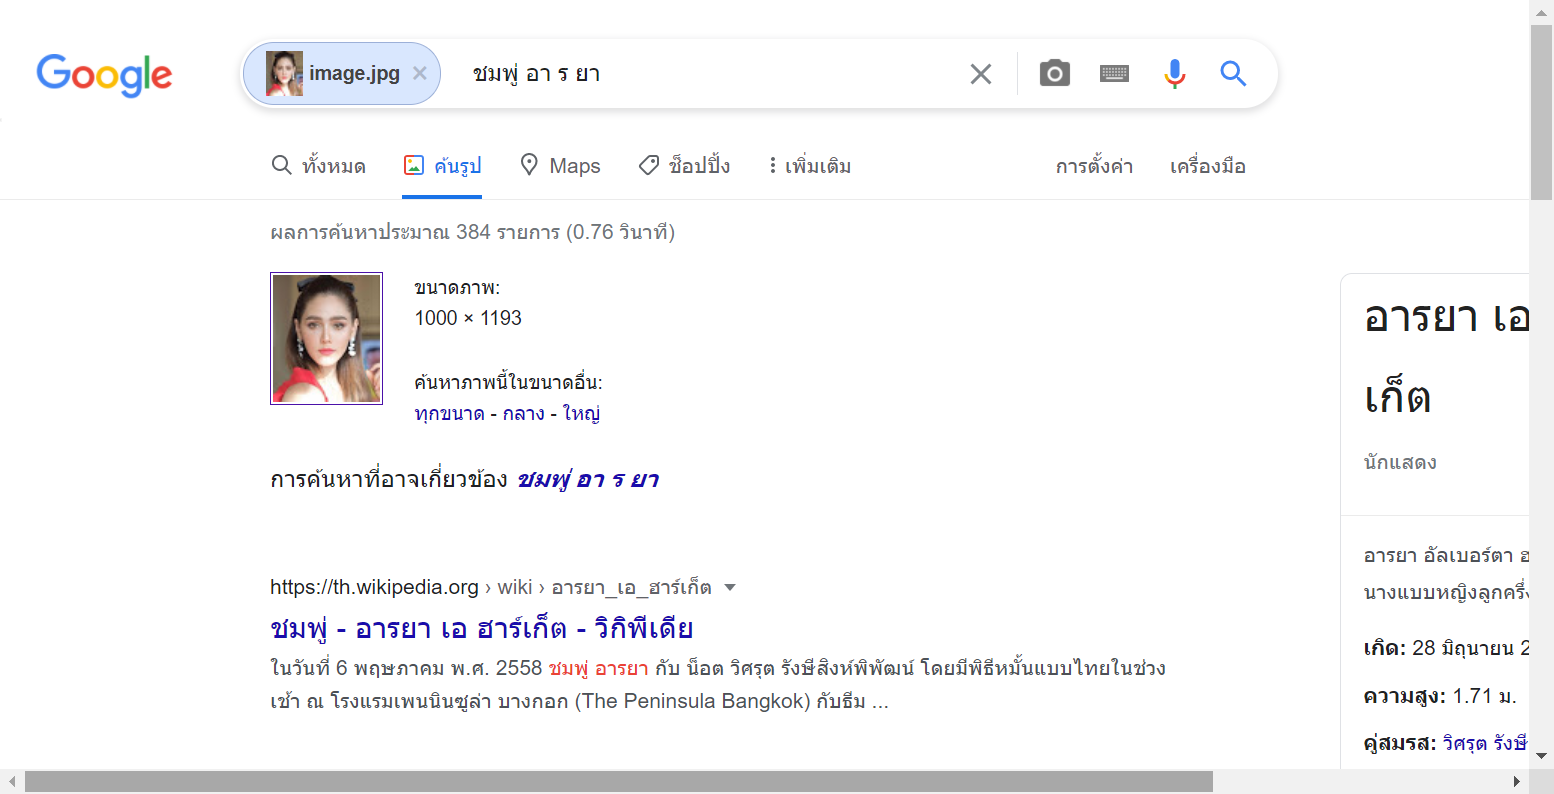 Google
image.jpg
ชมพู่ อา ร ยา
ทั้งหมด
ค้นรูป
Maps
ช็อปปิ้ง
เพิ่มเติม
การตั้งค่า
เครื่องมือ
ผลการค้นหาประมาณ 384 รายการ (0.76 วินาที)
ขนาดภาพ:
1000 × 1193
ค้นหาภาพนี้ในขนาดอื่น:
ทุกขนาด - กลาง - ใหญ่
การค้นหาที่อาจเกี่ยวข้อง ชมพู่ อา ร ยา
https://th.wikipedia.org › wiki › อารยา_เอ_ฮาร์เก็ต
ชมพู่ - อารยา เอ ฮาร์เก็ต - วิกิพีเดีย
ในวันที่ 6 พฤษภาคม พ.ศ. 2558 ชมพู่ อารยา กับ น็อต วิศรุต รังษีสิงห์พิพัฒน์ โดยมีพิธีหมั้นแบบไทยในช่วง
เช้า ณ โรงแรมเพนนินซูล่า บางกอก (The Peninsula Bangkok) กับธีม ...
อารยา เอ
เก็ต
นักแสดง
อารยา อัลเบอร์ตา ฮ
นางแบบหญิงลูกครึ่ง
เกิด: 28 มิถุนายน 2
ความสูง: 1.71 ม.
คู่สมรส: วิศรุต รังษี